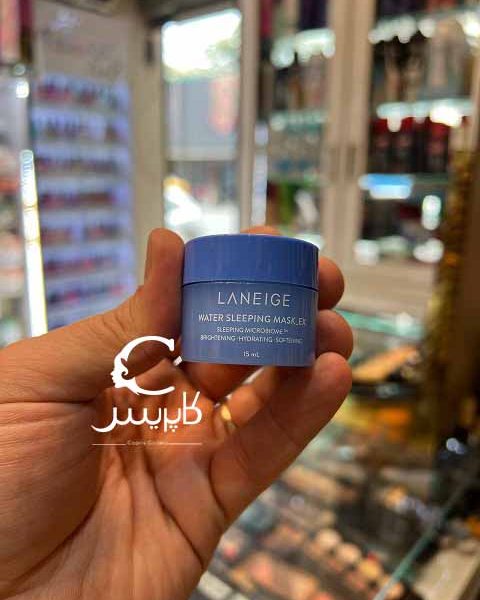 LANEIGE
WATER SLEEPING MASK_EX
SLEEPING MICROBIOME™
BRIGHTENING·HYDRATING·SOFTENING
15 mL
کاپریس